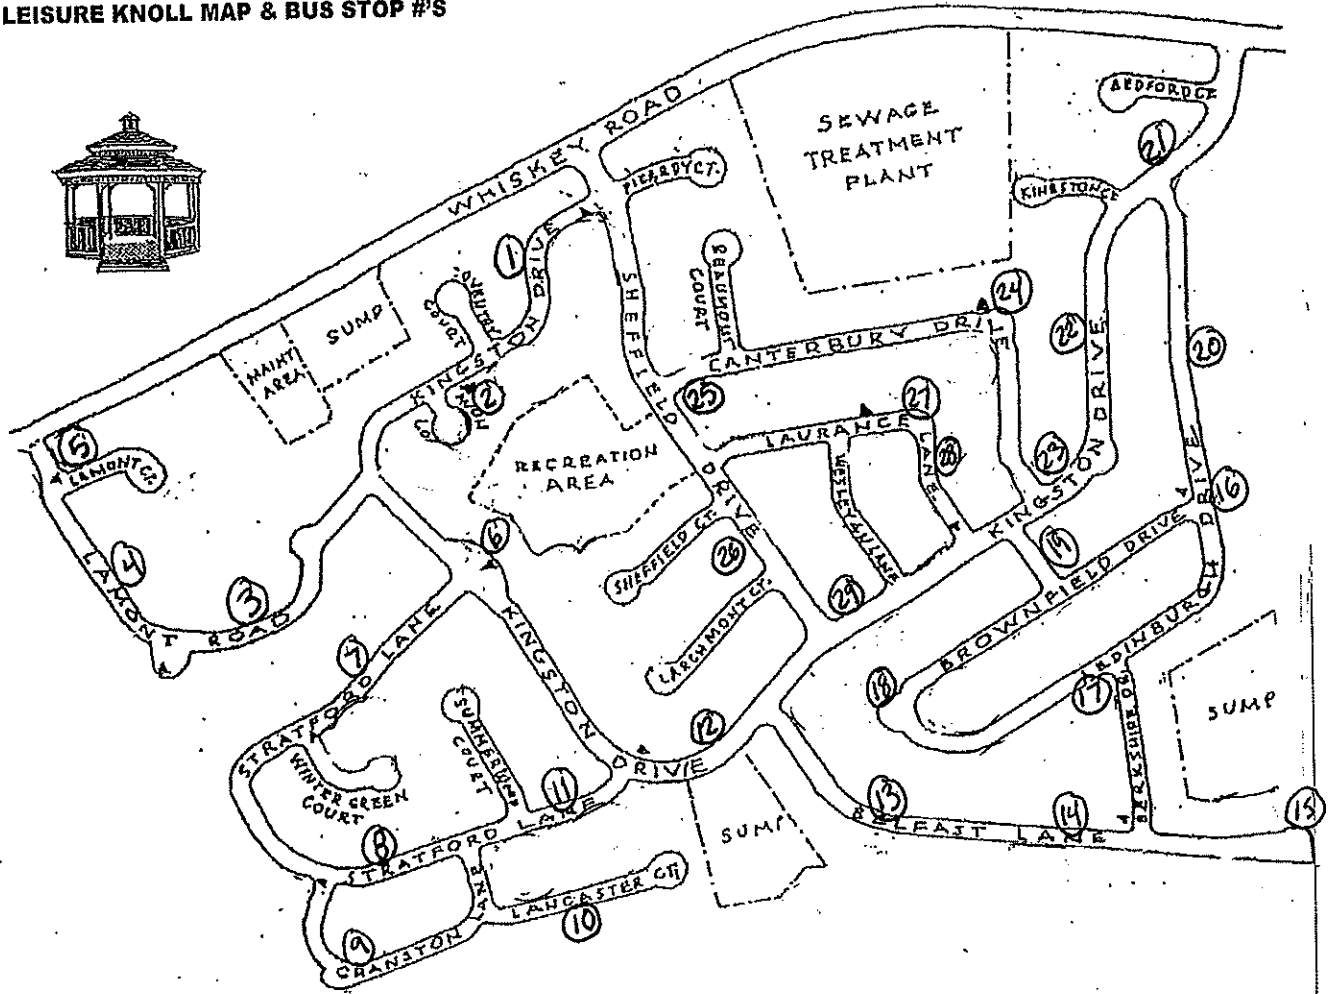 LEISURE KNOLL MAP & BUS STOP #'S
WHISKEY ROAD
SEWAGE
TREATMENT
PLANT
BEDFORD CT
21
KINGSTON CT
PICARDY CT.
1
KINGSTON DRIVE
COURT
SUMP
MAINT
AREA
2
SHEFFIELD DRIVE
BEAUMONT
COURT
CANTERBURY DRIVE
24
22
KINGSTON DRIVE
20
25
27
LAURANCE LANE
28
23
WESLEYAN LANE
RECREATION
AREA
5
LAMONT CT.
4
LAMONT ROAD
3
6
SHEFFIELD CT.
26
LARCHMONT CT.
29
19
16
BROWNFIELD DRIVE
EDINBURGH DRIVE
18
17
BERKSHIRE DR
SUMP
7
STRATFORD LANE
KINGSTON DRIVE
12
WINTER GREEN
COURT
SUMMERWIND
COURT
11
8
STRATFORD LANE
SUMP
13
14
BELFAST LANE
15
9
CRANSTON LANE
LANCASTER CT.
10